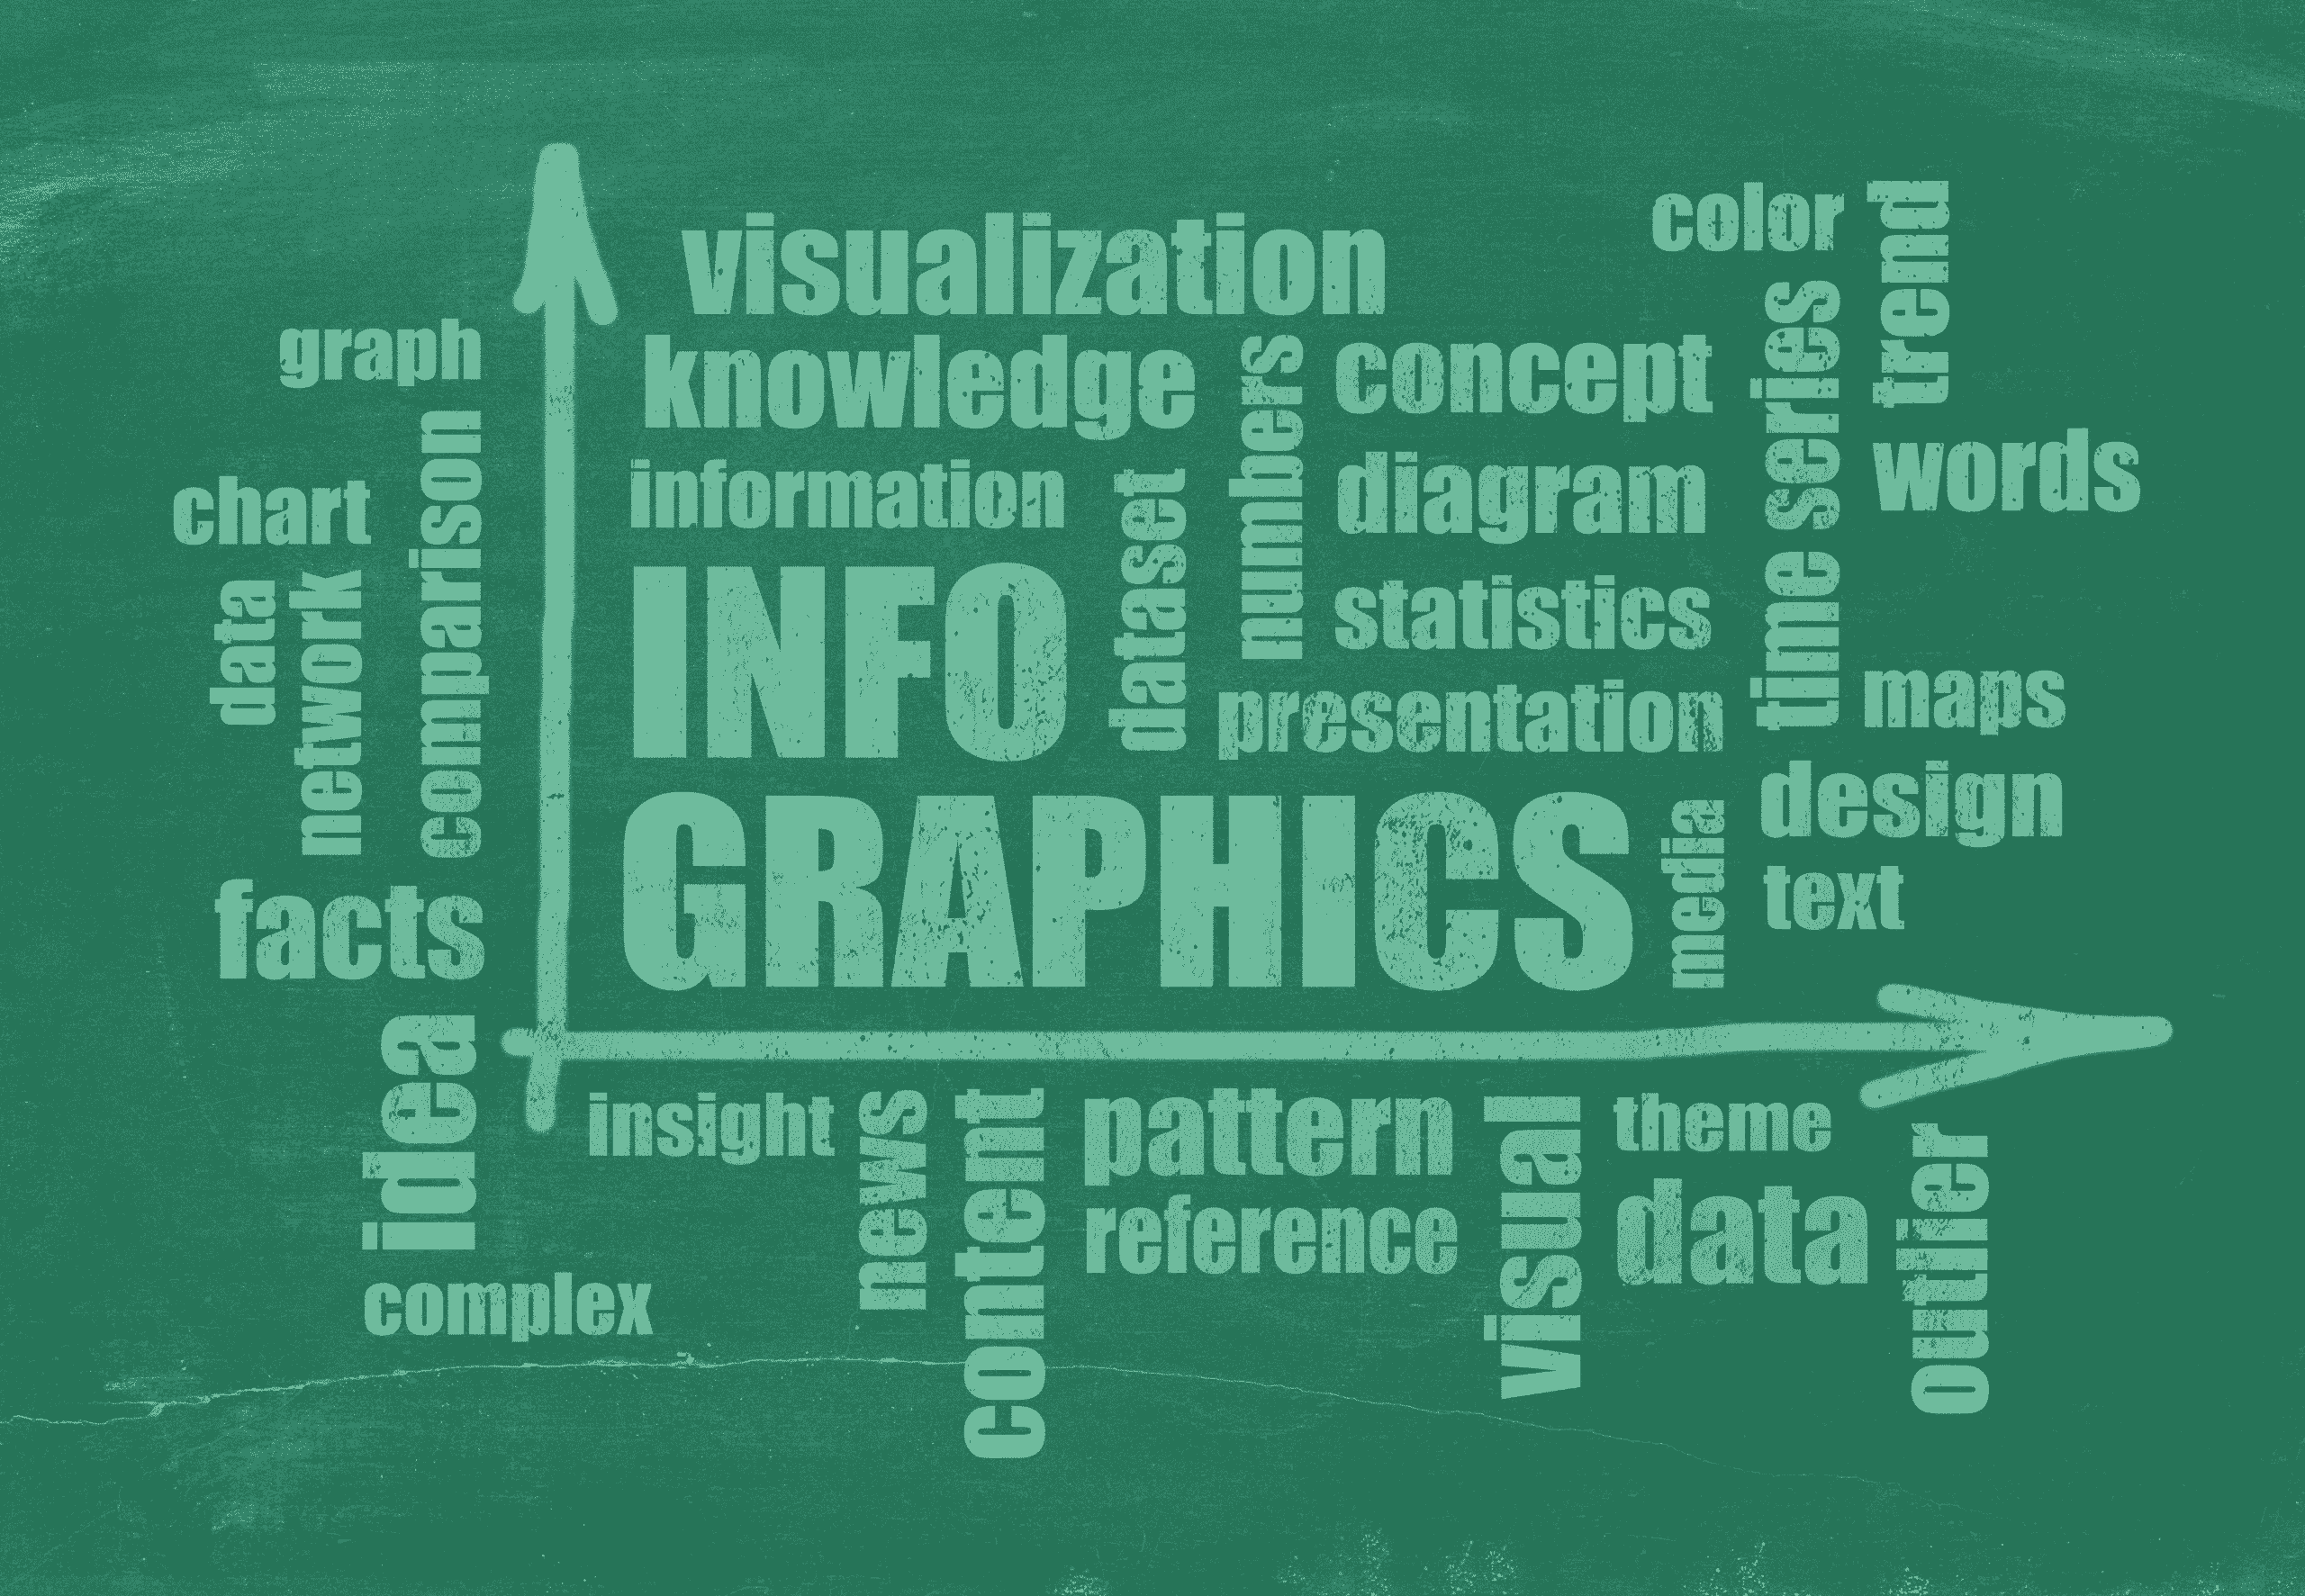 visualization
color
trend
graph
knowledge
numbers
concept
time series
comparison
information
dataset
diagram
words
chart
data
network
INFO
statistics
presentation
maps
GRAPHICS
media
design
text
facts
idea
insight
news
content
pattern
visual
theme
reference
data
outlier
complex